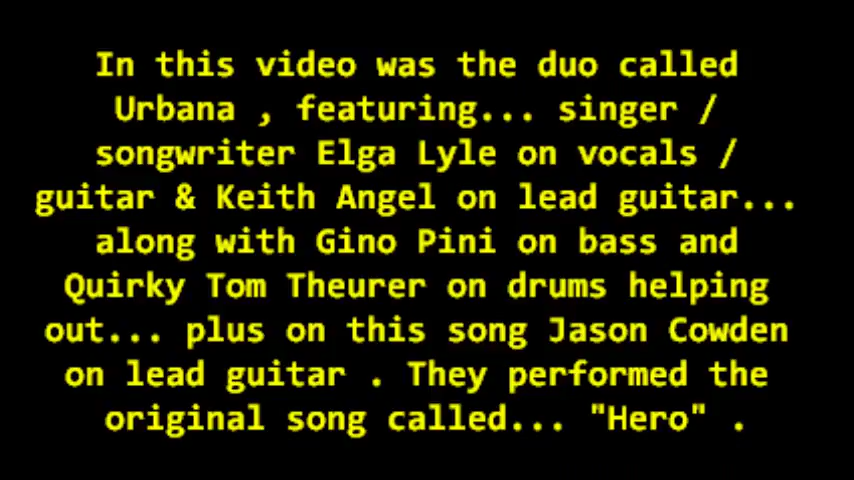 In this video was the duo called
Urbana , featuring... singer /
songwriter Elga Lyle on vocals /
guitar & Keith Angel on lead guitar...
along with Gino Pini on bass and
Quirky Tom Theurer on drums helping
out... plus on this song Jason Cowden
on lead guitar . They performed the
original song called... "Hero" .